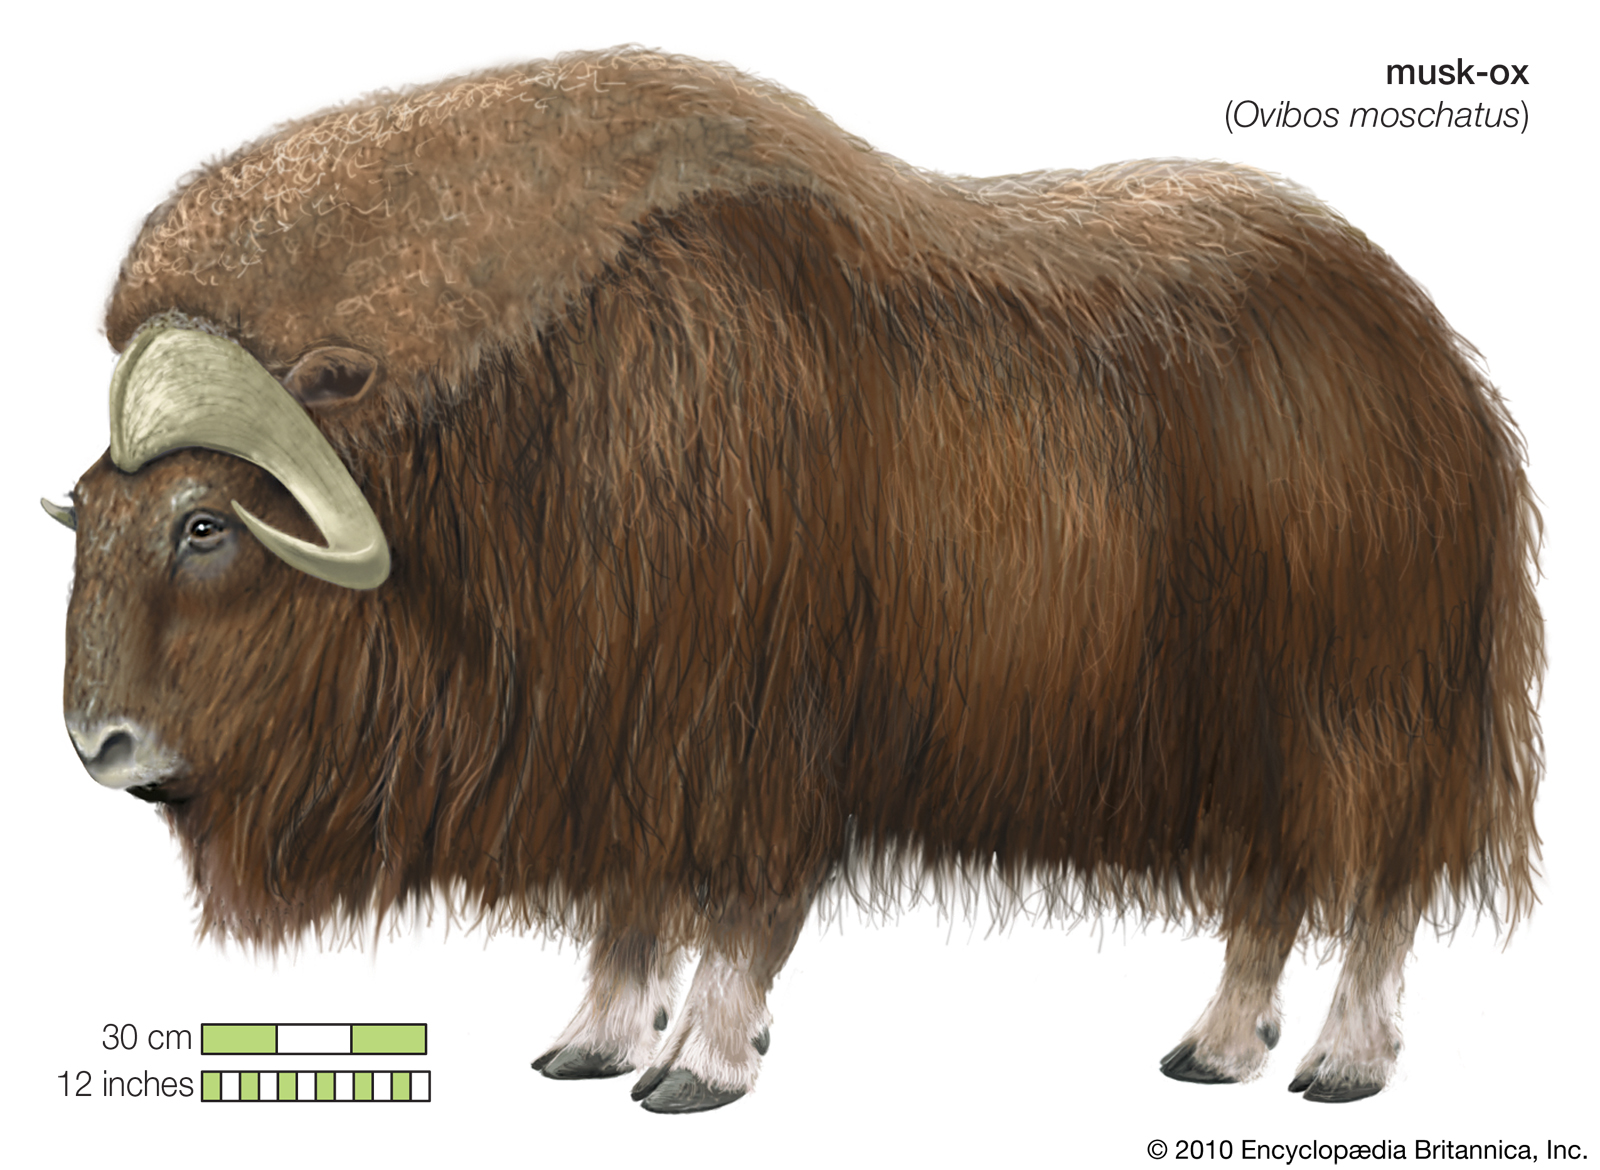 musk-ox
(Ovibos moschatus)
30 cm
12 inches
© 2010 Encyclopædia Britannica, Inc.